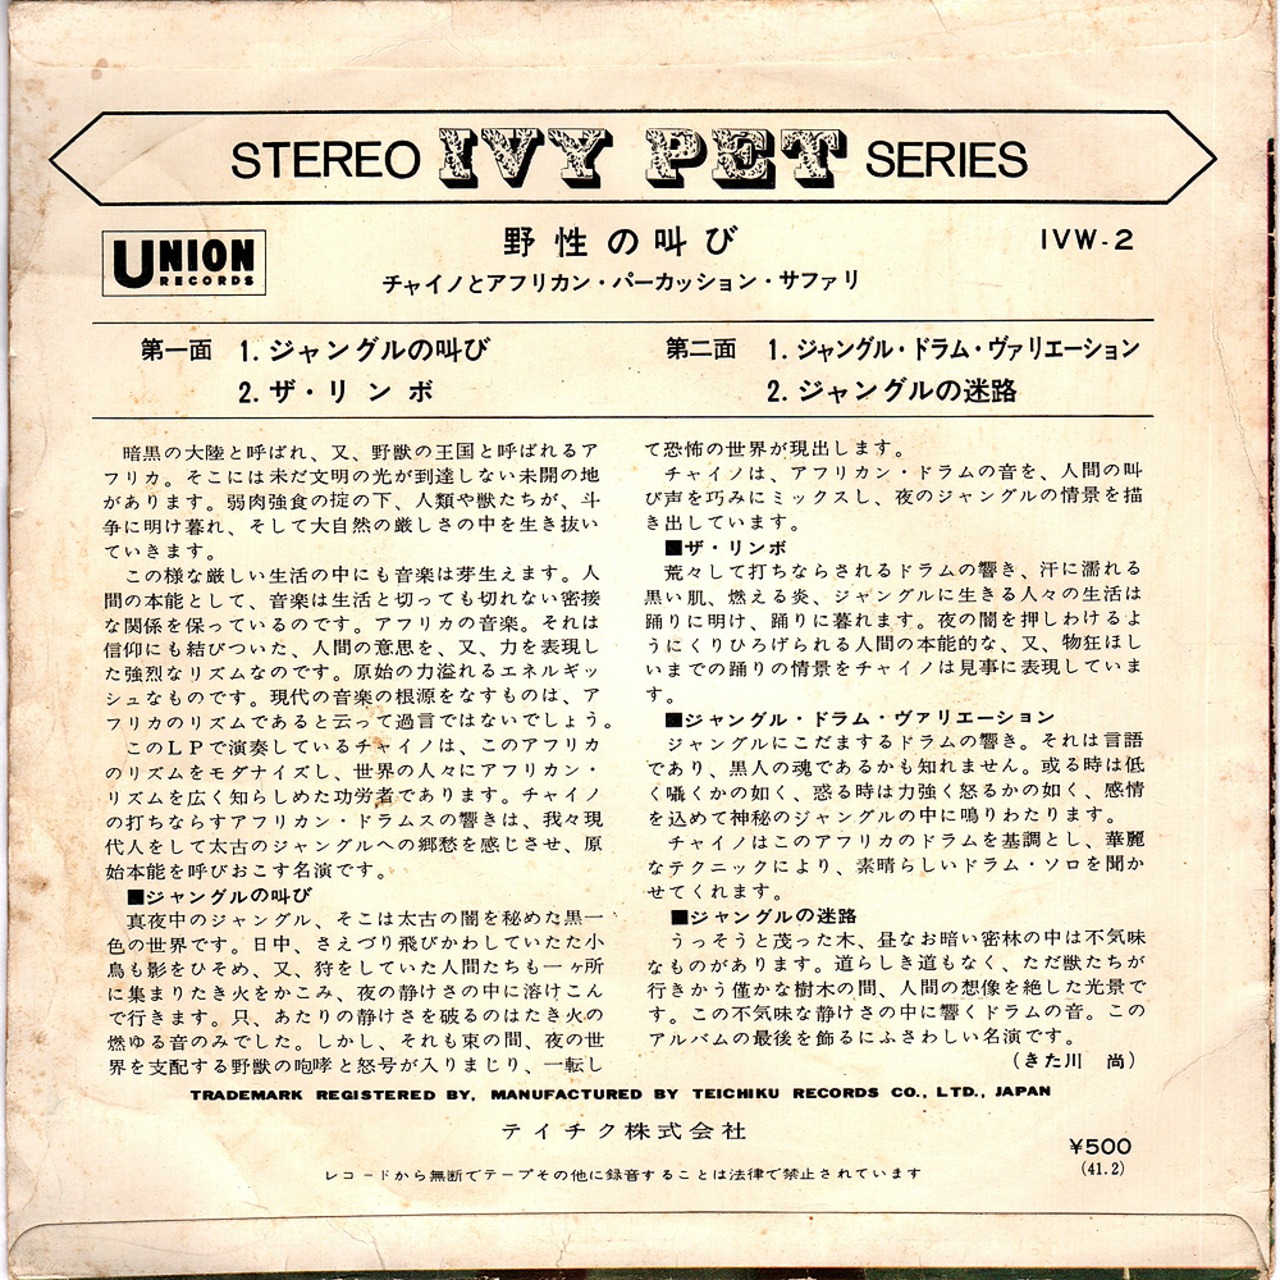 STEREO IVY PET SERIES
UNION
RECORDS
野性の叫び
IVW-2
チャイノとアフリカン・パーカッション・サファリ
第一面 1. ジャングルの叫び
2. ザ・リンボ
第二面 1. ジャングル・ドラム・ヴァリエーション
2. ジャングルの迷路
暗黒の大陸と呼ばれ、又、野獣の王国と呼ばれるア
フリカ。そこには未だ文明の光が到達しない未開の地
があります。弱肉強食の掟の下、人類や獣たちが、斗
争に明け暮れ、そして大自然の厳しさの中を生き抜い
ていきます。
この様な厳しい生活の中にも音楽は芽生えます。人
間の本能として、音楽は生活と切っても切れない密接
な関係を保っているのです。アフリカの音楽。それは
信仰にも結びついた、人間の意思を、又、力を表現し
た強烈なリズムなのです。原始の力溢れるエネルギッ
シュなものです。現代の音楽の根源をなすものは、ア
フリカのリズムであると云って過言ではないでしょう。
このLPで演奏しているチャイノは、このアフリカ
のリズムをモダナイズし、世界の人々にアフリカン・
リズムを広く知らしめた功労者であります。チャイノ
の打ちならすアフリカン・ドラムスの響きは、我々現
代人をして太古のジャングルへの郷愁を感じさせ、原
始本能を呼びおこす名演です。
■ジャングルの叫び
真夜中のジャングル、そこは太古の闇を秘めた黒一
色の世界です。日中、さえづり飛びかわしていたた小
鳥も影をひそめ、又、狩をしていた人間たちも一ヶ所
に集まりたき火をかこみ、夜の静けさの中に溶けこん
で行きます。只、あたりの静けさを破るのはたき火の
燃ゆる音のみでした。しかし、それも束の間、夜の世
界を支配する野獣の咆哮と怒号が入りまじり、一転し
て恐怖の世界が現出します。
チャイノは、アフリカン・ドラムの音を、人間の叫
び声を巧みにミックスし、夜のジャングルの情景を描
き出しています。
■ザ・リンボ
荒々して打ちならされるドラムの響き、汗に濡れる
黒い肌、燃える炎、ジャングルに生きる人々の生活は
踊りに明け、踊りに暮れます。夜の闇を押しわけるよ
うにくりひろげられる人間の本能的な、又、物狂ほし
いまでの踊りの情景をチャイノは見事に表現していま
す。
■ジャングル・ドラム・ヴァリエーション
ジャングルにこだまするドラムの響き。それは言語
であり、黒人の魂であるかも知れません。或る時は低
く囁くかの如く、惑る時は力強く怒るかの如く、感情
を込めて神秘のジャングルの中に鳴りわたります。
チャイノはこのアフリカのドラムを基調とし、華麗
なテクニックにより、素晴らしいドラム・ソロを聞か
せてくれます。
■ジャングルの迷路
うっそうと茂った木、昼なお暗い密林の中は不気味
なものがあります。道らしき道もなく、ただ獣たちが
行きかう僅かな樹木の間、人間の想像を絶した光景で
す。この不気味な静けさの中に響くドラムの音。この
アルバムの最後を飾るにふさわしい名演です。
（きた川 尚）
TRADEMARK REGISTERED BY, MANUFACTURED BY TEICHIKU RECORDS CO., LTD., JAPAN
テイチク株式会社
¥500
(41.2)
レコードから無断でテープその他に録音することは法律で禁止されています